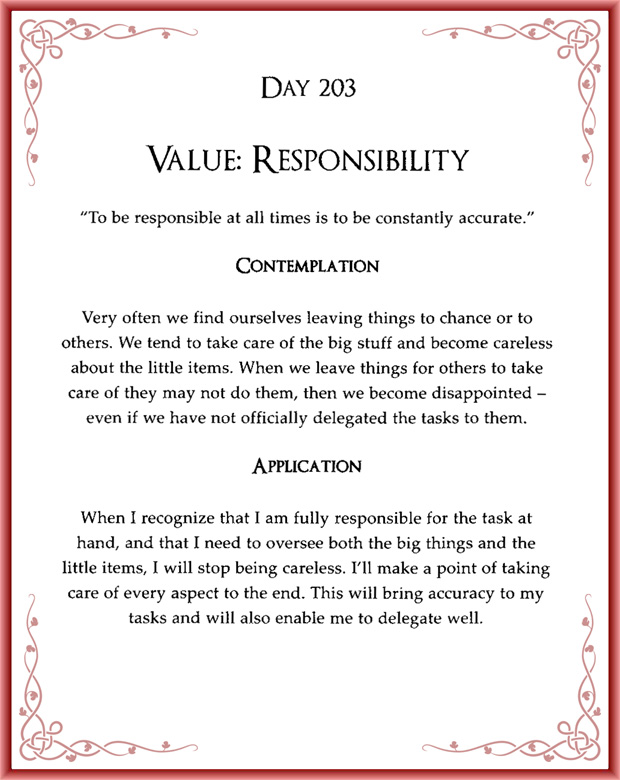 DAY 203
VALUE: RESPONSIBILITY
“To be responsible at all times is to be constantly accurate.”
CONTEMPLATION
Very often we find ourselves leaving things to chance or to
others. We tend to take care of the big stuff and become careless
about the little items. When we leave things for others to take
care of they may not do them, then we become disappointed –
even if we have not officially delegated the tasks to them.
APPLICATION
When I recognize that I am fully responsible for the task at
hand, and that I need to oversee both the big things and the
little items, I will stop being careless. I’ll make a point of taking
care of every aspect to the end. This will bring accuracy to my
tasks and will also enable me to delegate well.